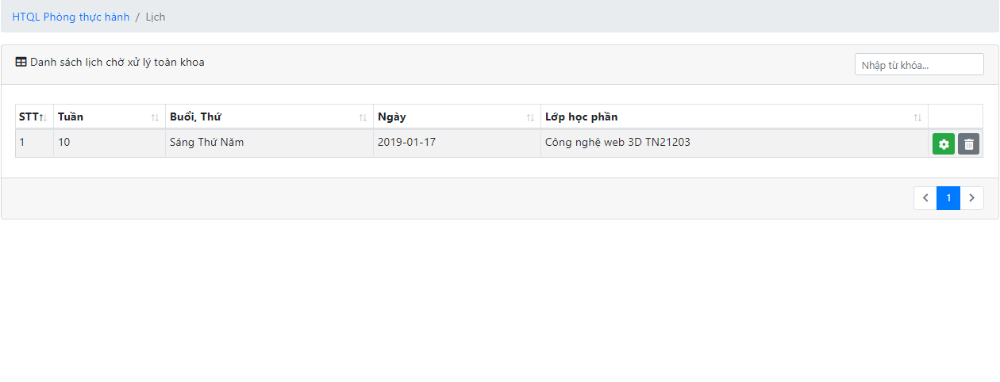 HTQL Phòng thực hành / Lịch
Danh sách lịch chờ xử lý toàn khoa
Nhập từ khóa...
STT Tuần Buổi, Thứ Ngày Lớp học phần
1 10 Sáng Thứ Năm 2019-01-17 Công nghệ web 3D TN21203
1